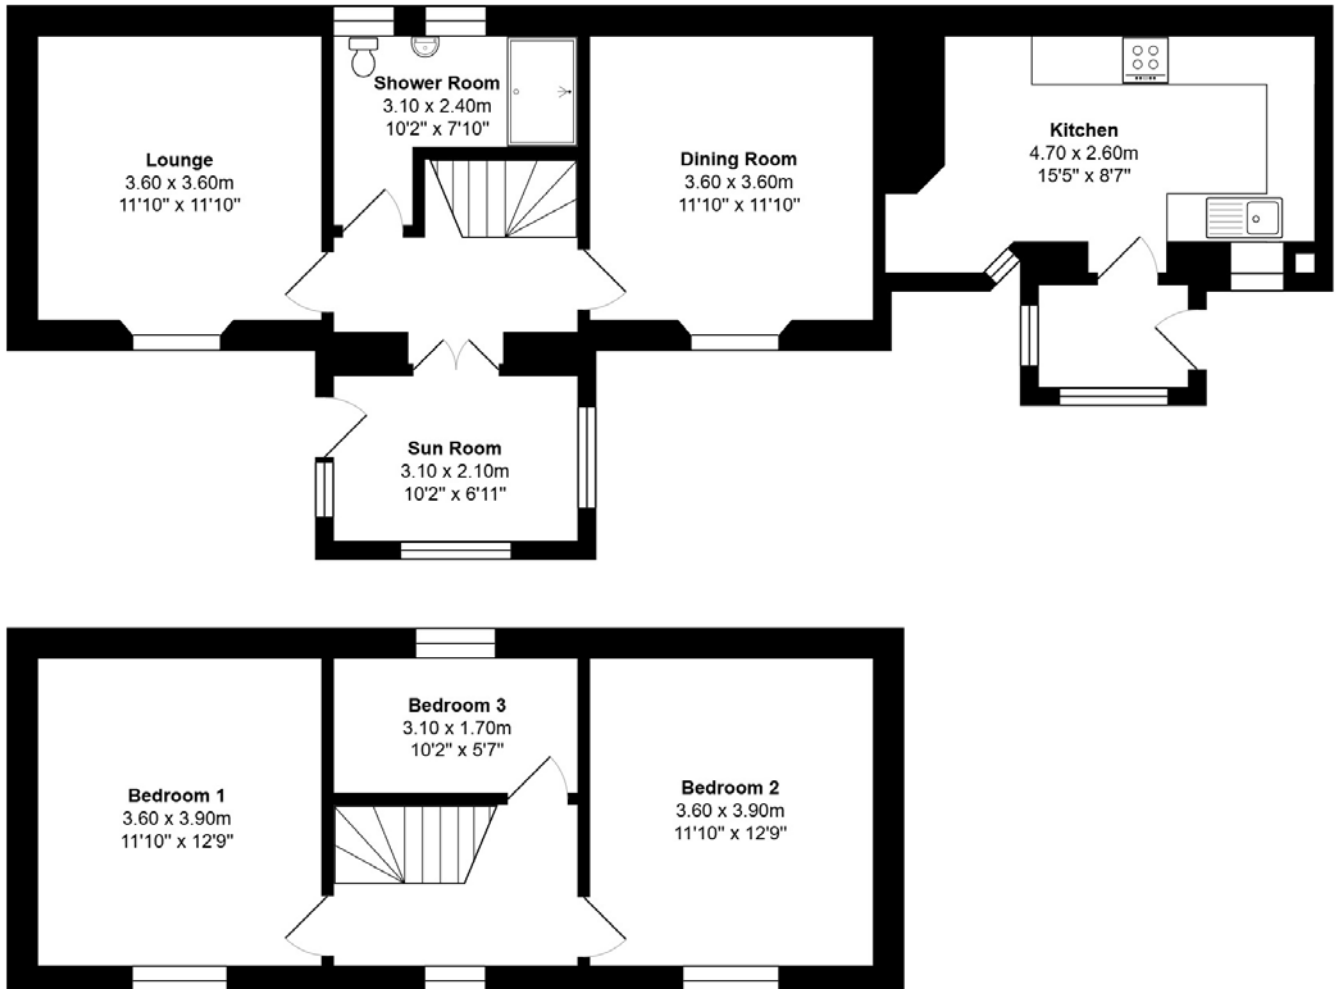 Shower Room
3.10 x 2.40m
10'2" x 7'10"
Lounge
3.60 x 3.60m
11'10" x 11'10"
Dining Room
3.60 x 3.60m
11'10" x 11'10"
Kitchen
4.70 x 2.60m
15'5" x 8'7"
Sun Room
3.10 x 2.10m
10'2" x 6'11"
Bedroom 3
3.10 x 1.70m
10'2" x 5'7"
Bedroom 1
3.60 x 3.90m
11'10" x 12'9"
Bedroom 2
3.60 x 3.90m
11'10" x 12'9"